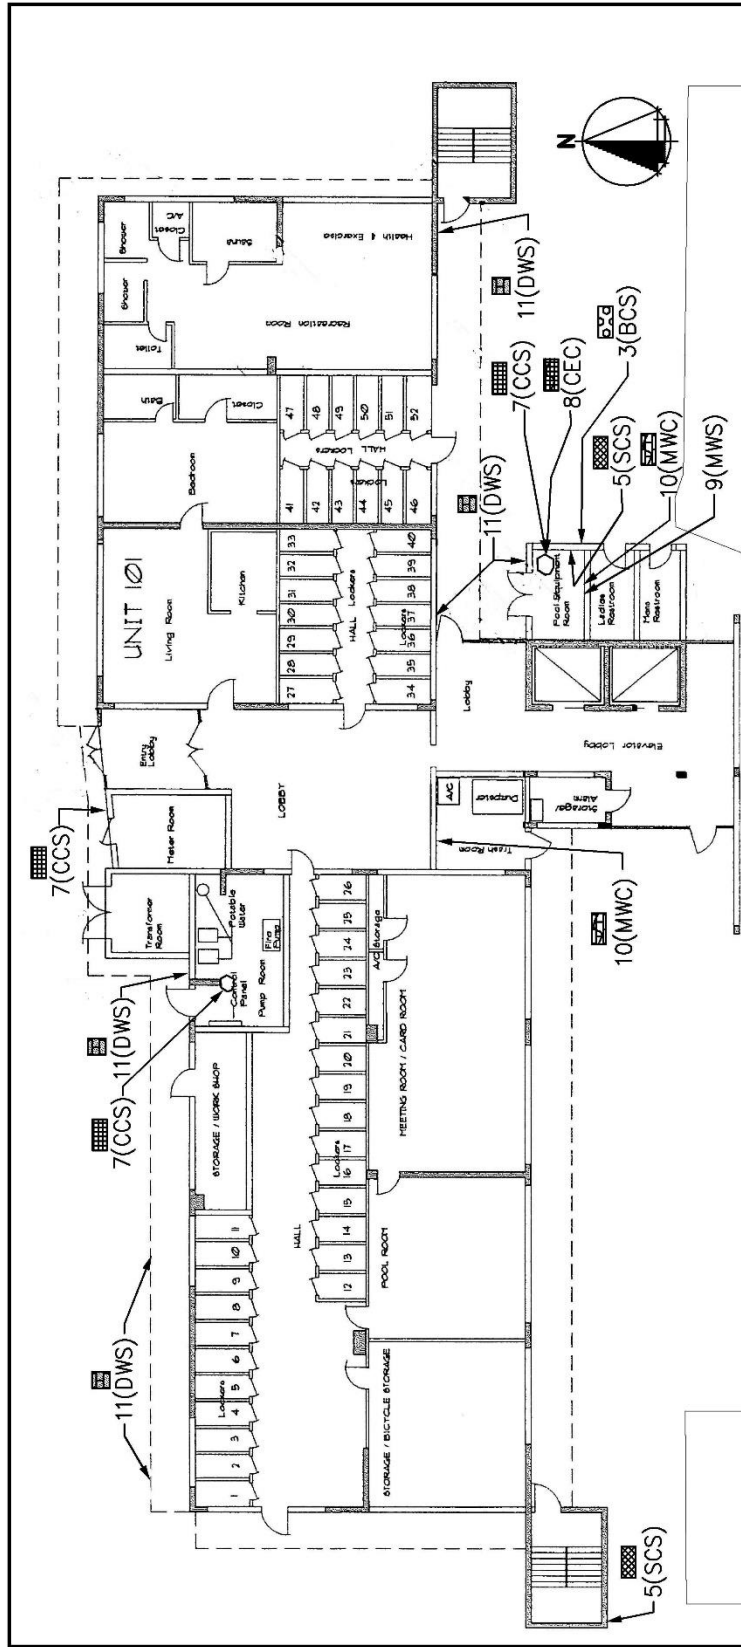 N
Shower
Shower
A/C
Closet
Sauna
Health & Exercise
Recreation Room
Toilet
Bath
Closet
Bedroom
47
48
49
50
51
52
HALL Lockers
Lockers
41
42
43
44
45
46
UNIT 101
Living Room
Kitchen
33
32
31
30
29
28
27
HALL
Lockers
Lockers
40
39
38
37
36
35
34
11(DWS)
7(CCS)
8(CEC)
3(BCS)
5(SCS)
10(MWC)
9(MWS)
11(DWS)
Pool Equipment
Room
Ladies
Restroom
Mens
Restroom
Lobby
Elevator Lobby
Entry
Lobby
LOBBY
Meter Room
7(CCS)
A/C
Dumpster
Trash Room
Storage/
Alarm
10(MWC)
Transformer
Room
Potable
Water
Fire
Pump
Control
Panel
Pump Room
11(DWS)
7(CCS)
STORAGE / WORK SHOP
26
25
24
23
22
21
20
19
18
17
16
15
14
13
12
Lockers
HALL
A/C Storage
MEETING ROOM / CARD ROOM
POOL ROOM
STORAGE / BICYCLE STORAGE
11
10
9
8
7
6
5
4
3
2
1
Lockers
11(DWS)
5(SCS)